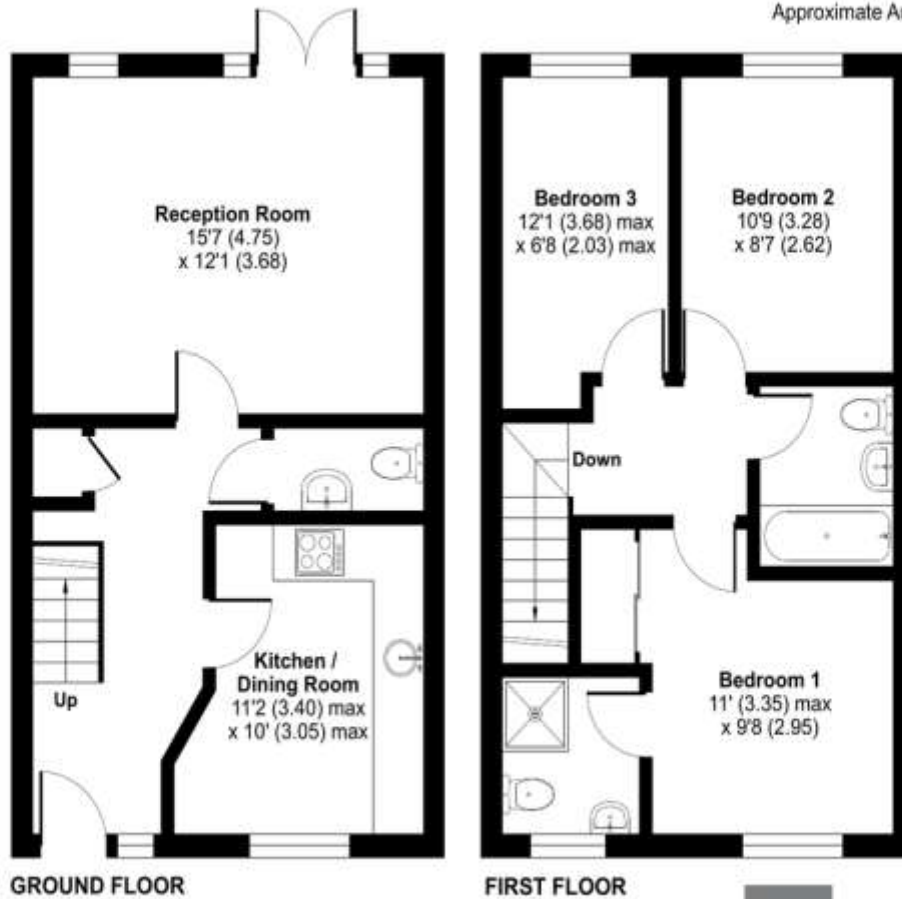 Approximate
Reception Room
15'7 (4.75)
x 12'1 (3.68)
Bedroom 3
12'1 (3.68) max
x 6'8 (2.03) max
Bedroom 2
10'9 (3.28)
x 8'7 (2.62)
Down
Up
Kitchen /
Dining Room
11'2 (3.40) max
x 10' (3.05) max
Bedroom 1
11' (3.35) max
x 9'8 (2.95)
GROUND FLOOR
FIRST FLOOR